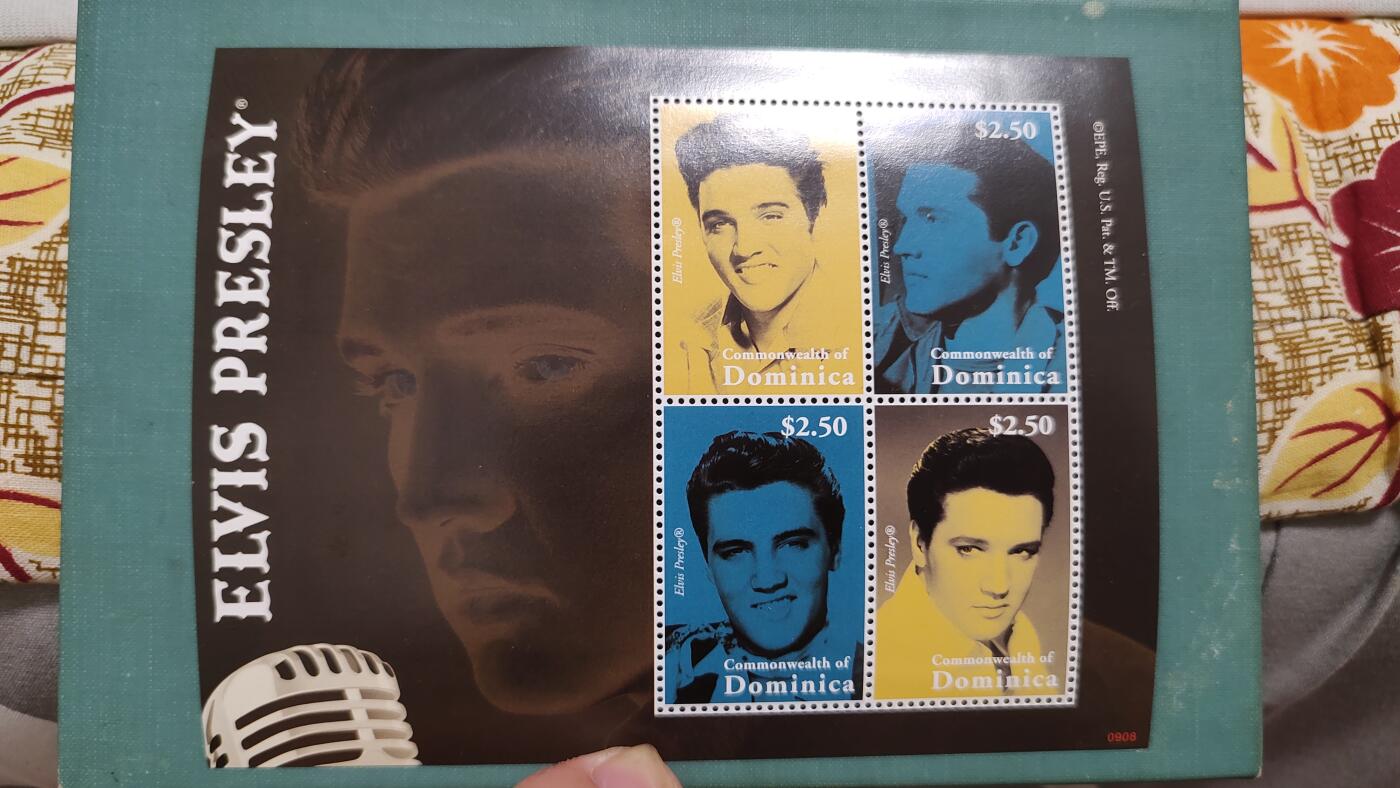 ELVIS PRESLEY®
Elvis Presley®
Commonwealth of
Dominica
$2.50
Elvis Presley®
Commonwealth of
Dominica
$2.50
Elvis Presley®
Commonwealth of
Dominica
$2.50
Elvis Presley®
Commonwealth of
Dominica
©EPE, Reg. U.S. Pat. & TM. Off.
0908